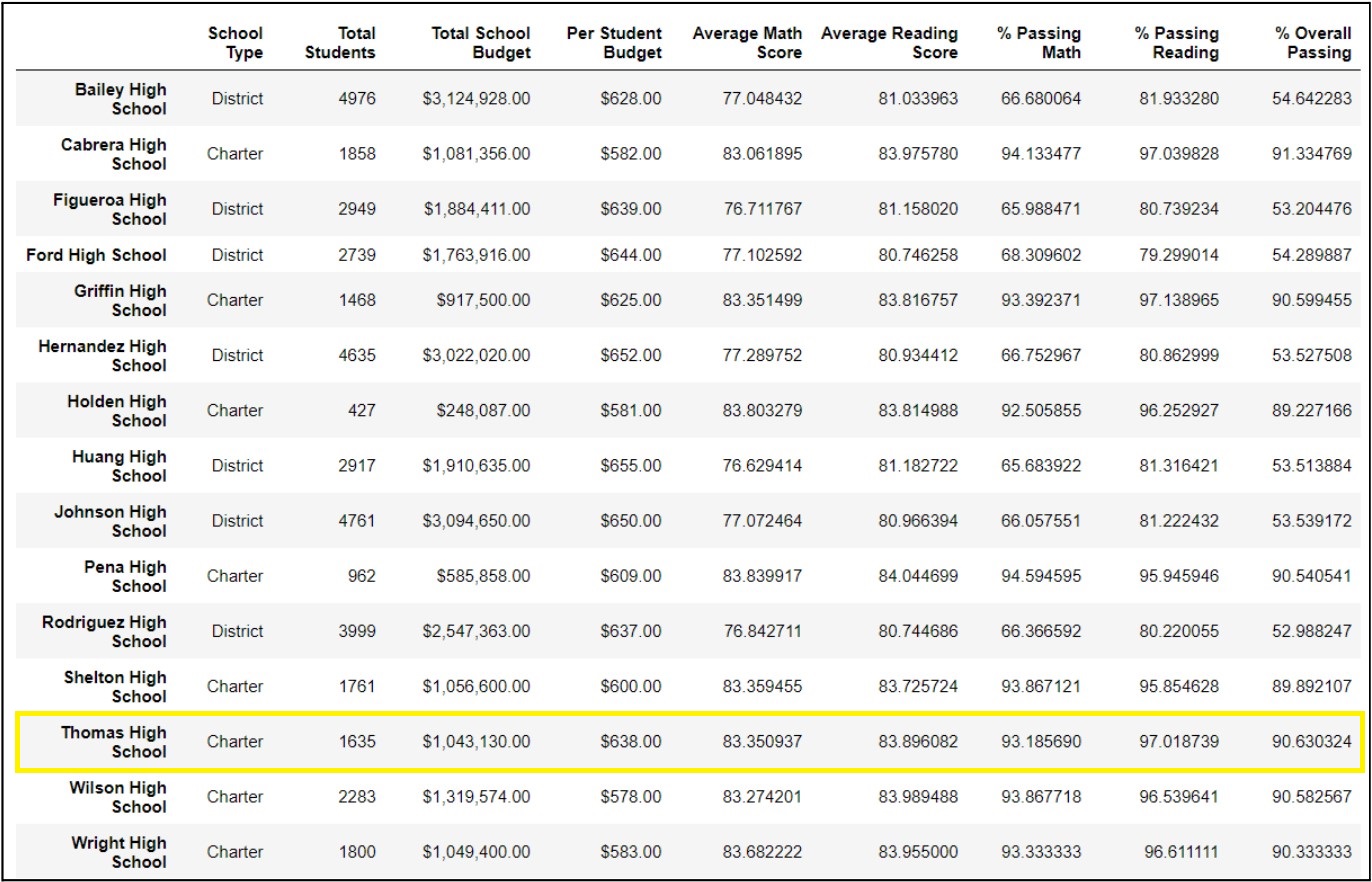 School Type Total Students Total School Budget Per Student Budget Average Math Score Average Reading Score % Passing Math % Passing Reading % Overall Passing
Bailey High School District 4976 $3,124,928.00 $628.00 77.048432 81.033963 66.680064 81.933280 54.642283
Cabrera High School Charter 1858 $1,081,356.00 $582.00 83.061895 83.975780 94.133477 97.039828 91.334769
Figueroa High School District 2949 $1,884,411.00 $639.00 76.711767 81.158020 65.988471 80.739234 53.204476
Ford High School District 2739 $1,763,916.00 $644.00 77.102592 80.746258 68.309602 79.299014 54.289887
Griffin High School Charter 1468 $917,500.00 $625.00 83.351499 83.816757 93.392371 97.138965 90.599455
Hernandez High School District 4635 $3,022,020.00 $652.00 77.289752 80.934412 66.752967 80.862999 53.527508
Holden High School Charter 427 $248,087.00 $581.00 83.803279 83.814988 92.505855 96.252927 89.227166
Huang High School District 2917 $1,910,635.00 $655.00 76.629414 81.182722 65.683922 81.316421 53.513884
Johnson High School District 4761 $3,094,650.00 $650.00 77.072464 80.966394 66.057551 81.222432 53.539172
Pena High School Charter 962 $585,858.00 $609.00 83.839917 84.044699 94.594595 95.945946 90.540541
Rodriguez High School District 3999 $2,547,363.00 $637.00 76.842711 80.744686 66.366592 80.220055 52.988247
Shelton High School Charter 1761 $1,056,600.00 $600.00 83.359455 83.725724 93.867121 95.854628 89.892107
Thomas High School Charter 1635 $1,043,130.00 $638.00 83.350937 83.896082 93.185690 97.018739 90.630324
Wilson High School Charter 2283 $1,319,574.00 $578.00 83.274201 83.989488 93.867718 96.539641 90.582567
Wright High School Charter 1800 $1,049,400.00 $583.00 83.682222 83.955000 93.333333 96.611111 90.333333